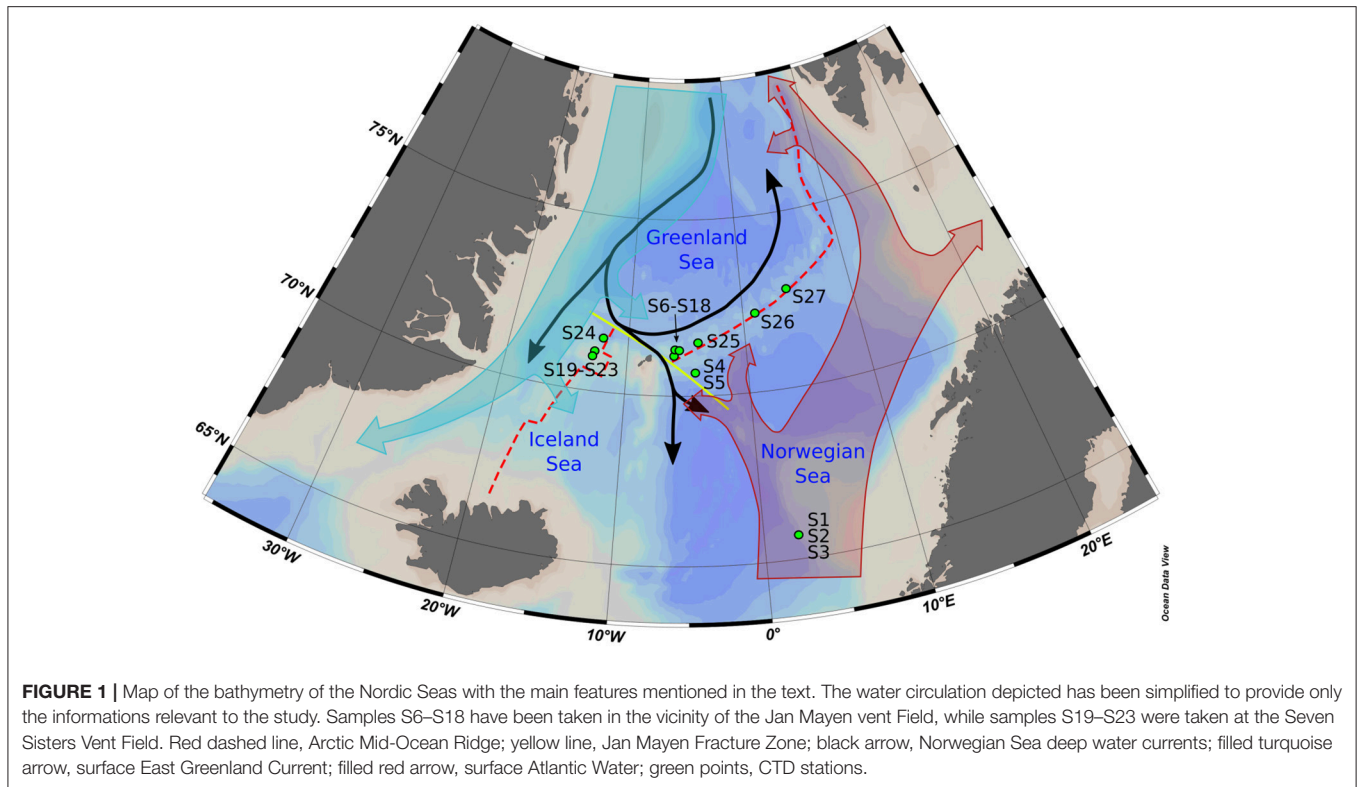 75°N
70°N
65°N
30°W
20°W
10°W
0°
10°E
20°E
Greenland
Sea
S6-S18
S27
S26
S24
S25
S19-S23
S4
S5
Iceland
Sea
Norwegian
Sea
S1
S2
S3
Ocean Data View
FIGURE 1 | Map of the bathymetry of the Nordic Seas with the main features mentioned in the text. The water circulation depicted has been simplified to provide only
the informations relevant to the study. Samples S6–S18 have been taken in the vicinity of the Jan Mayen vent Field, while samples S19–S23 were taken at the Seven
Sisters Vent Field. Red dashed line, Arctic Mid-Ocean Ridge; yellow line, Jan Mayen Fracture Zone; black arrow, Norwegian Sea deep water currents; filled turquoise
arrow, surface East Greenland Current; filled red arrow, surface Atlantic Water; green points, CTD stations.